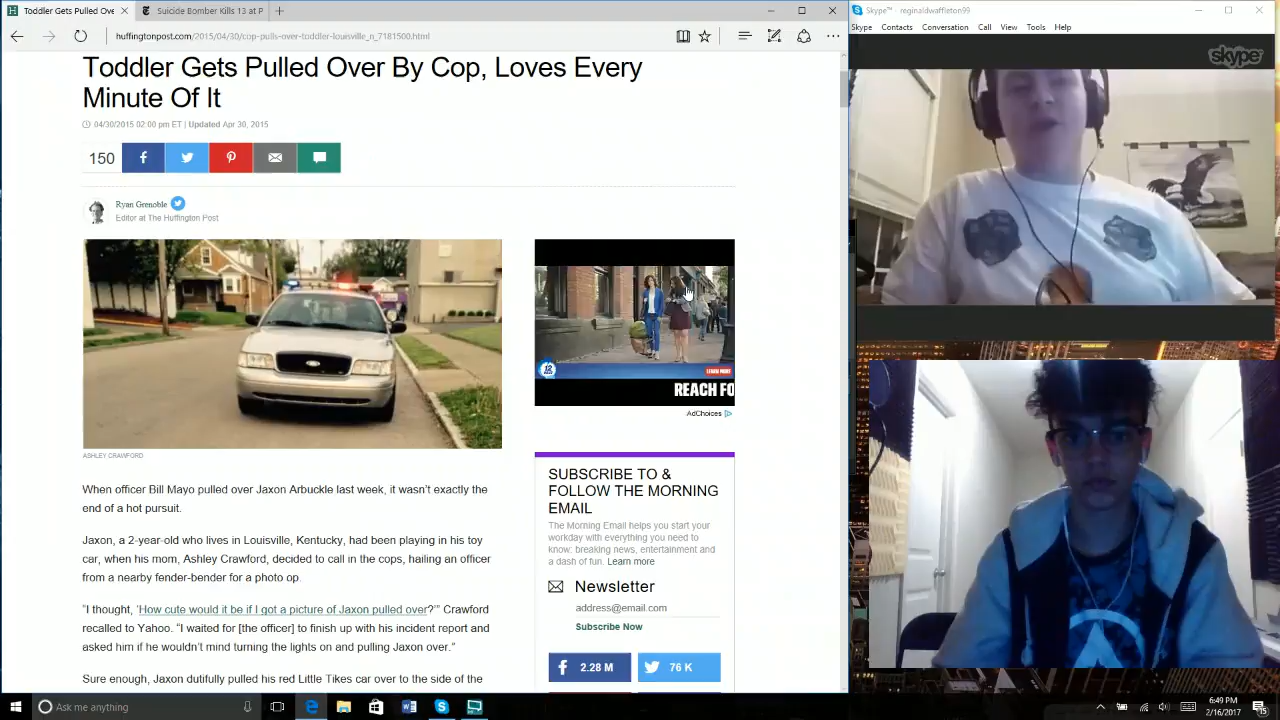 Toddler Gets Pulled Ove
Suicide Bomber Kills 13 at P
Skype™ - reginaldwaffleton99
huffingtonpost.com/2015/04/30/cop-pulls-over-toddler-louisville_n_7181500.html
Skype Contacts Conversation Call View Tools Help
skype
Toddler Gets Pulled Over By Cop, Loves Every
Minute Of It
04/30/2015 02:00 pm ET | Updated Apr 30, 2015
150
Ryan Grenoble
Editor at The Huffington Post
LEARN MORE
REACH FO
AdChoices
ASHLEY CRAWFORD
When officer Bill Mayo pulled over Jaxon Arbuckle last week, it wasn't exactly the
end of a hot pursuit.
Jaxon, a 2-year-old who lives in Louisville, Kentucky, had been playing in his toy
car, when his mom, Ashley Crawford, decided to call in the cops, hailing an officer
from a nearby fender-bender for a photo op.
"I thought, 'How cute would it be if I got a picture of Jaxon pulled over?'" Crawford
recalled to Yahoo. "I waited for [the officer] to finish up with his incident report and
asked him if he wouldn't mind turning the lights on and pulling Jaxon over."
Sure enough, Jaxon dutifully pulled his red Little Tikes car over to the side of the
SUBSCRIBE TO &
FOLLOW THE MORNING
EMAIL
The Morning Email helps you start your
workday with everything you need to
know: breaking news, entertainment and
a dash of fun. Learn more
Newsletter
address@email.com
Subscribe Now
2.28 M
76 K
Ask me anything
6:49 PM
2/16/2017
15